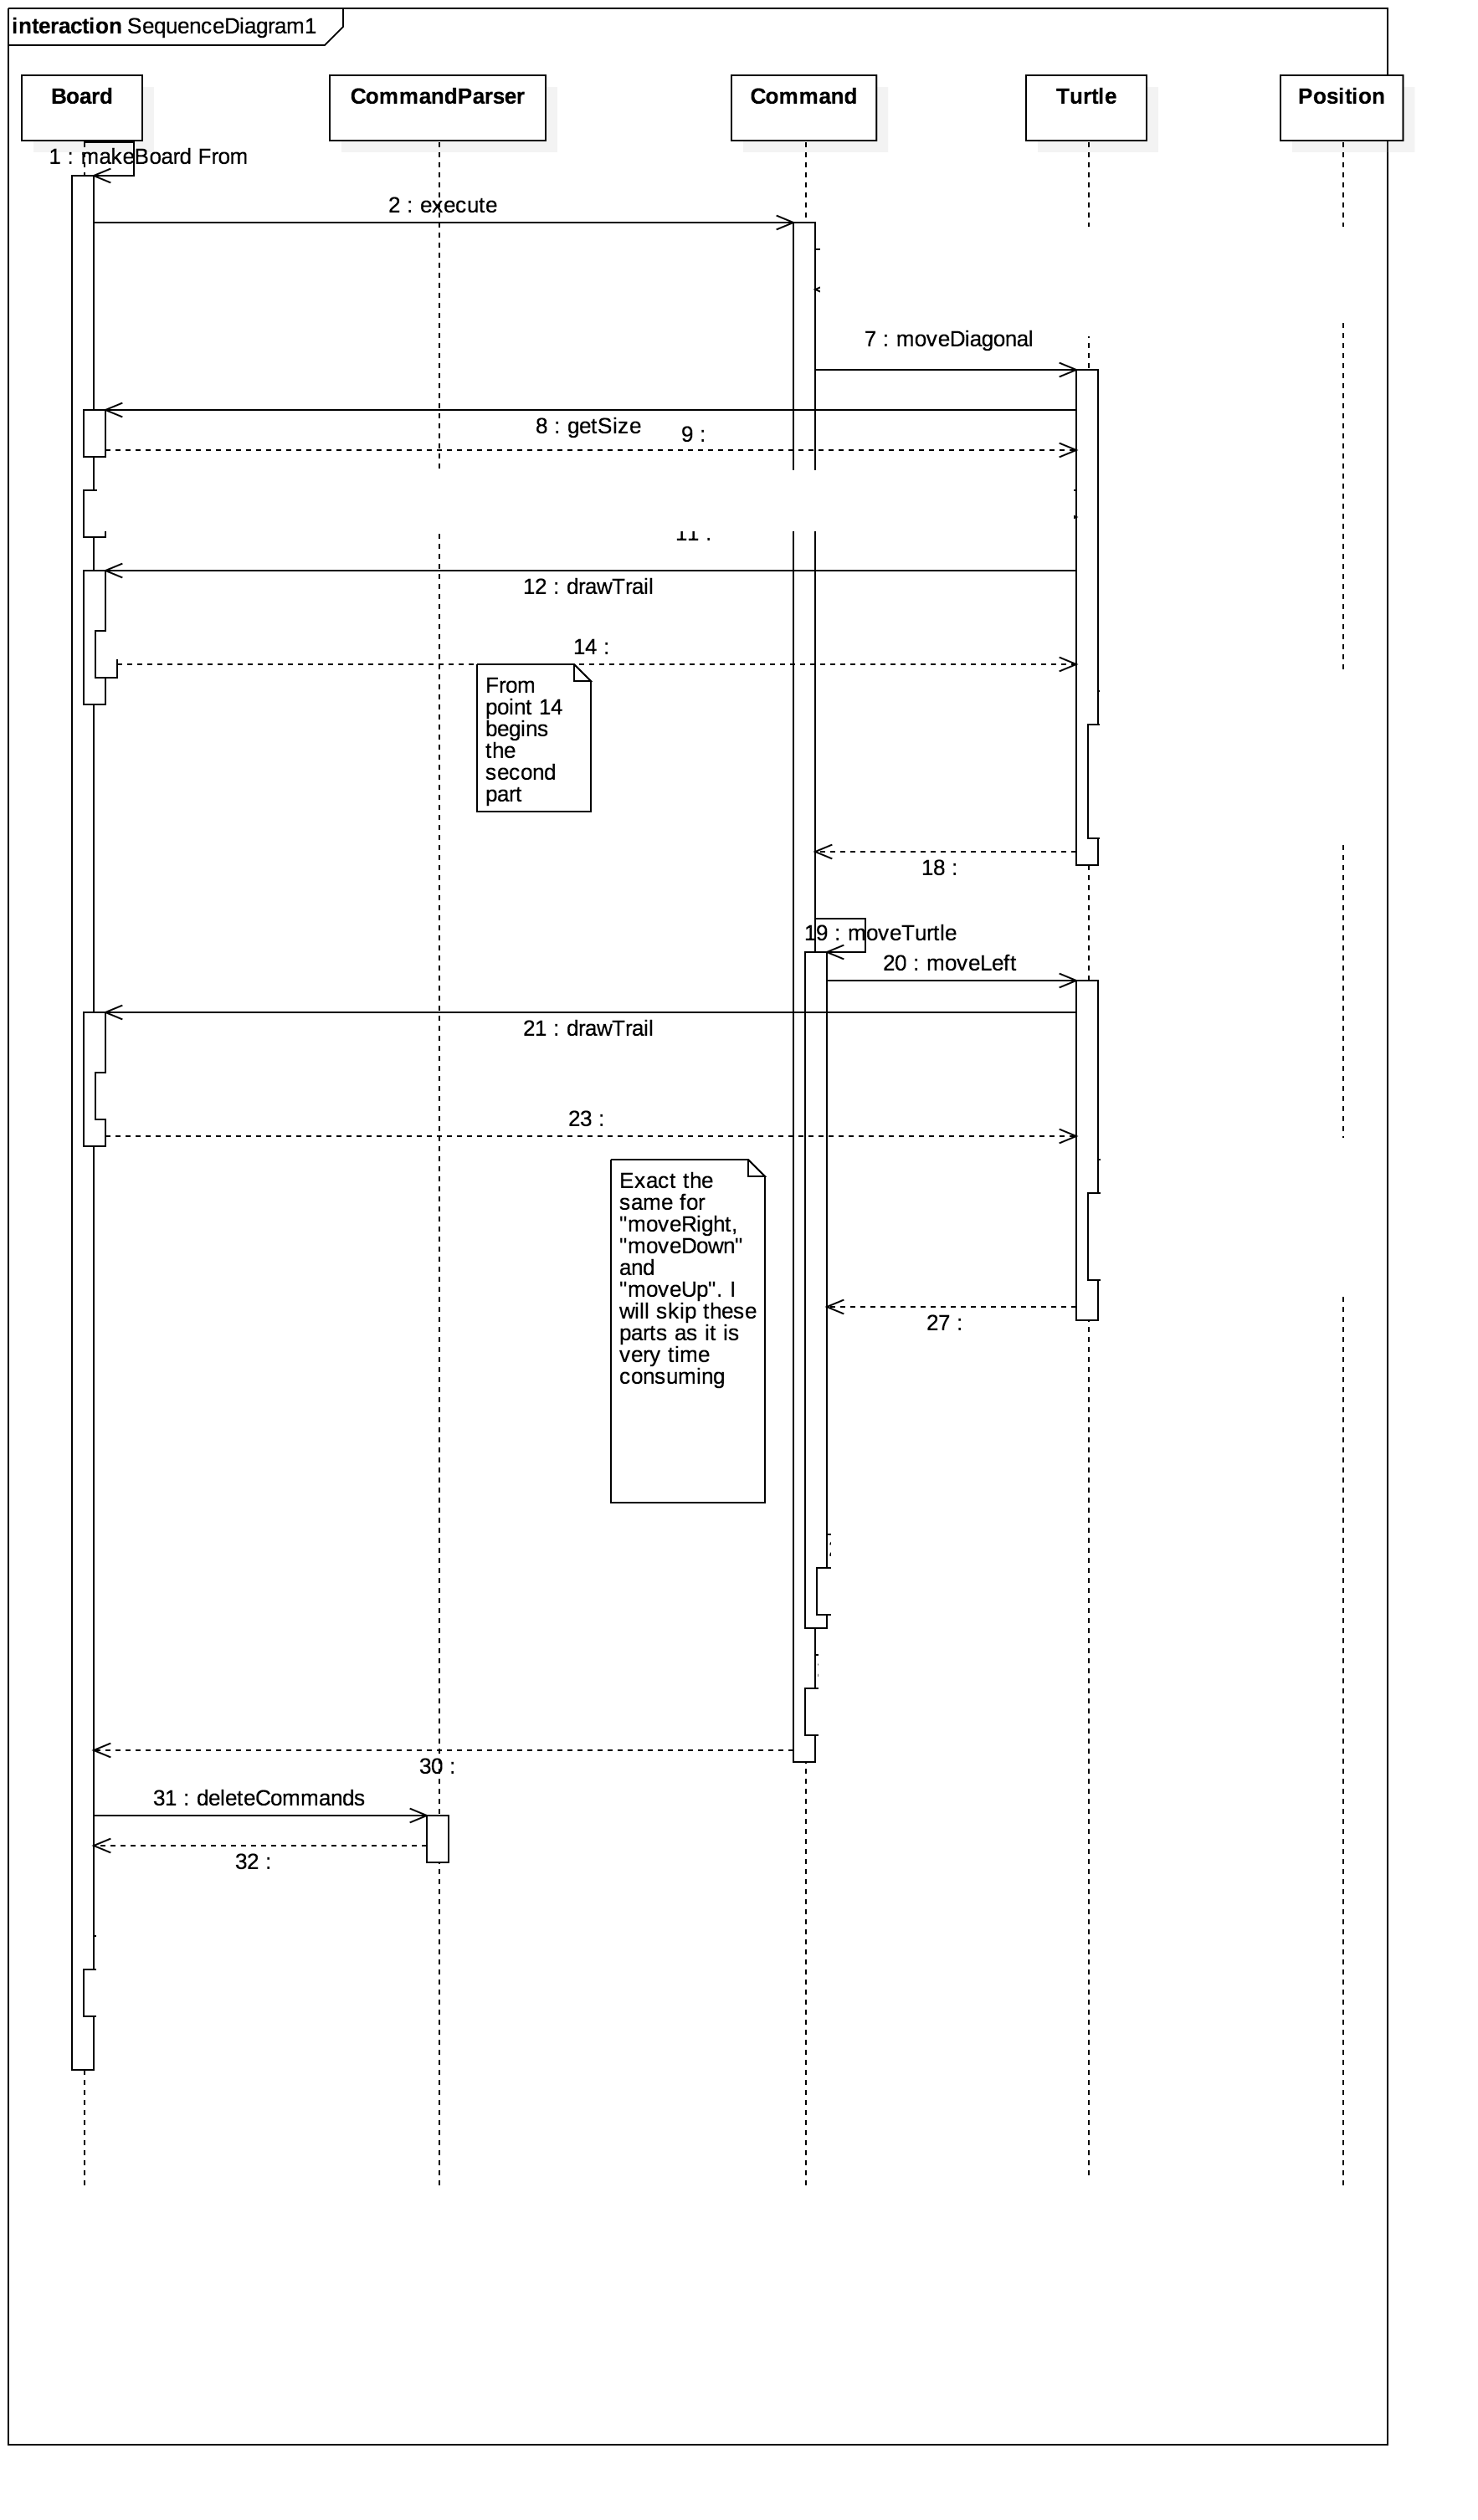 interaction SequenceDiagram1
Board
CommandParser
Command
Turtle
Position
1 : makeBoard From
2 : execute
7 : moveDiagonal
8 : getSize
9 :
11 :
12 : drawTrail
14 :
From
point 14
begins
the
second
part
18 :
19 : moveTurtle
20 : moveLeft
21 : drawTrail
23 :
Exact the
same for
"moveRight,
"moveDown"
and
"moveUp". I
will skip these
parts as it is
very time
consuming
27 :
30 :
31 : deleteCommands
32 :